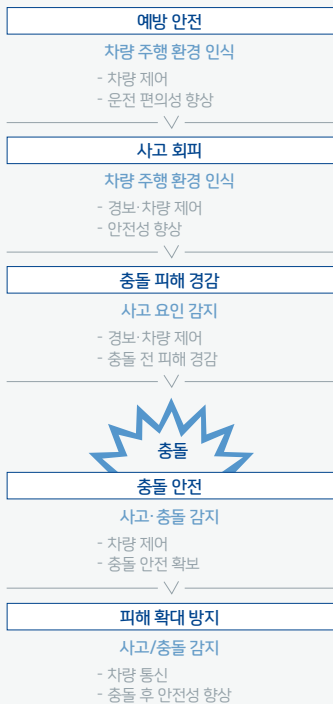 예방 안전
차량 주행 환경 인식
- 차량 제어
- 운전 편의성 향상
사고 회피
차량 주행 환경 인식
- 경보·차량 제어
- 안전성 향상
충돌 피해 경감
사고 요인 감지
- 경보·차량 제어
- 충돌 전 피해 경감
충돌
충돌 안전
사고·충돌 감지
- 차량 제어
- 충돌 안전 확보
피해 확대 방지
사고/충돌 감지
- 차량 통신
- 충돌 후 안전성 향상